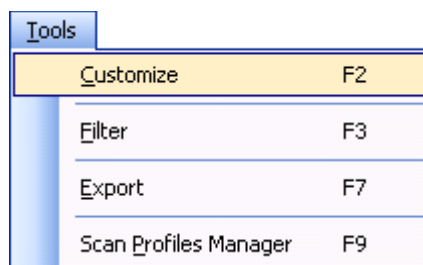 Tools
Customize F2
Filter F3
Export F7
Scan Profiles Manager F9